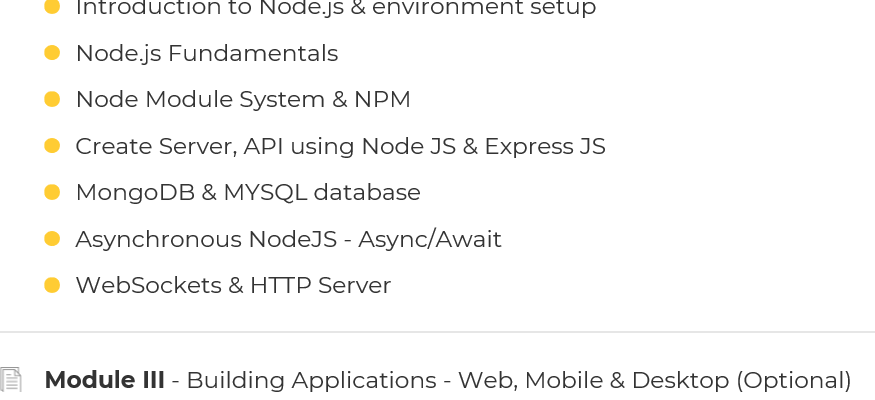 Introduction to Node.js & environment setup
Node.js Fundamentals
Node Module System & NPM
Create Server, API using Node JS & Express JS
MongoDB & MYSQL database
Asynchronous NodeJS - Async/Await
WebSockets & HTTP Server
Module III - Building Applications - Web, Mobile & Desktop (Optional)